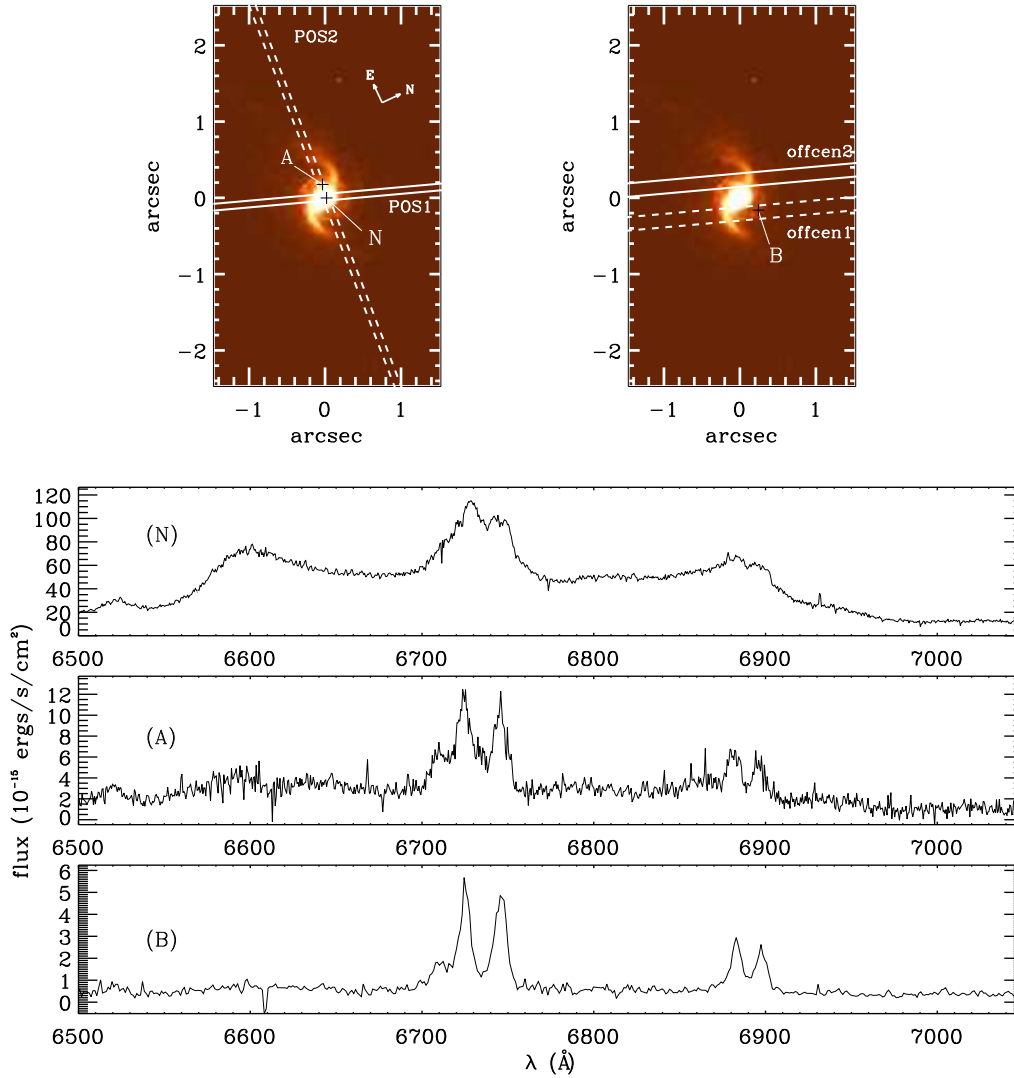 2
1
0
-1
-2
arcsec
-1 0 1
arcsec
POS2
E
N
A
POS1
N
2
1
0
-1
-2
arcsec
-1 0 1
arcsec
offcen2
offcen1
B
flux (10⁻¹⁵ ergs/s/cm²)
120
100
80
60
40
20
0
(N)
6500 6600 6700 6800 6900 7000
12
10
8
6
4
2
0
(A)
6500 6600 6700 6800 6900 7000
6
5
4
3
2
1
0
(B)
6500 6600 6700 6800 6900 7000
λ (Å)